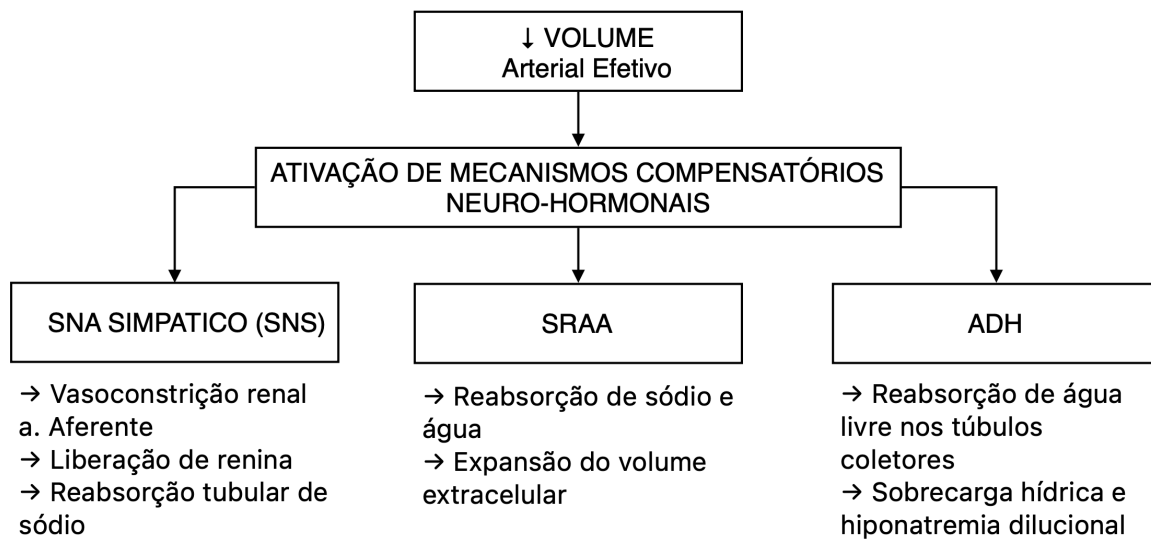 ↓ VOLUME
Arterial Efetivo
ATIVAÇÃO DE MECANISMOS COMPENSATÓRIOS
NEURO-HORMONAIS
SNA SIMPATICO (SNS)
→ Vasoconstrição renal
a. Aferente
→ Liberação de renina
→ Reabsorção tubular de
sódio
SRAA
→ Reabsorção de sódio e
água
→ Expansão do volume
extracelular
ADH
→ Reabsorção de água
livre nos túbulos
coletores
→ Sobrecarga hídrica e
hiponatremia dilucional